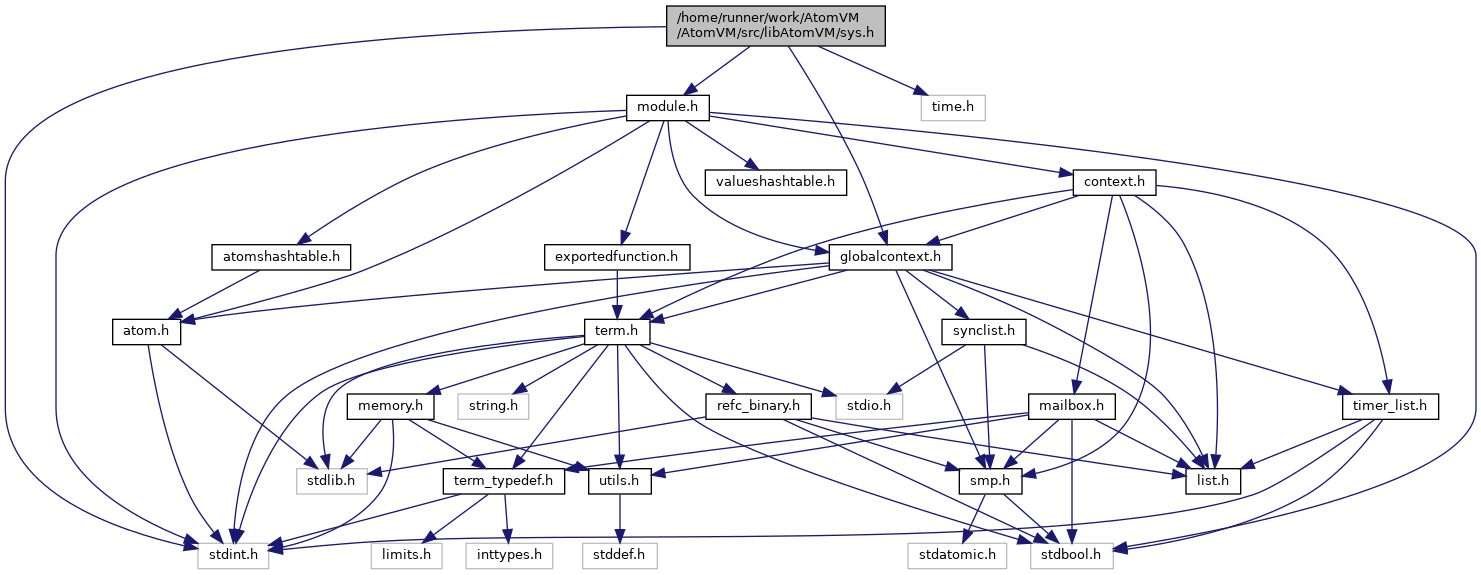 /home/runner/work/AtomVM
/AtomVM/src/libAtomVM/sys.h
module.h
time.h
valueshashtable.h
context.h
atomshashtable.h
exportedfunction.h
globalcontext.h
atom.h
term.h
synclist.h
memory.h
string.h
refc_binary.h
stdio.h
mailbox.h
timer_list.h
stdlib.h
term_typedef.h
utils.h
smp.h
list.h
stdint.h
limits.h
inttypes.h
stddef.h
stdatomic.h
stdbool.h